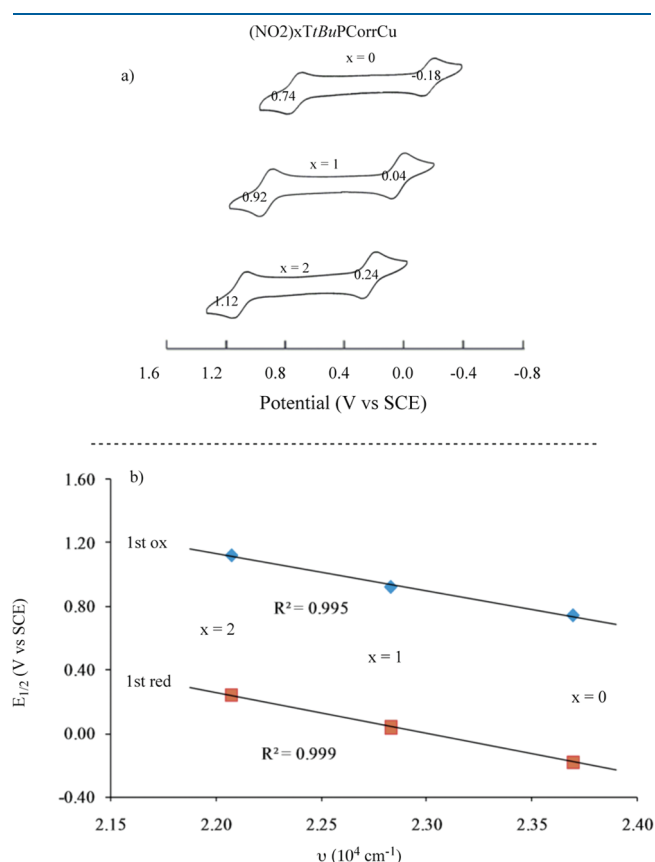 (NO2)xTtBuPCorrCu
x = 0
a)
-0.18
0.74
x = 1
0.04
0.92
x = 2
0.24
1.12
1.6 1.2 0.8 0.4 0.0 -0.4 -0.8
Potential (V vs SCE)
b)
1.60
1st ox
1.20
R² = 0.995
0.80
x = 2
x = 1
E1/2 (V vs SCE)
0.40
1st red
x = 0
0.00
R² = 0.999
-0.40
2.15 2.20 2.25 2.30 2.35 2.40
υ (10⁴ cm⁻¹)